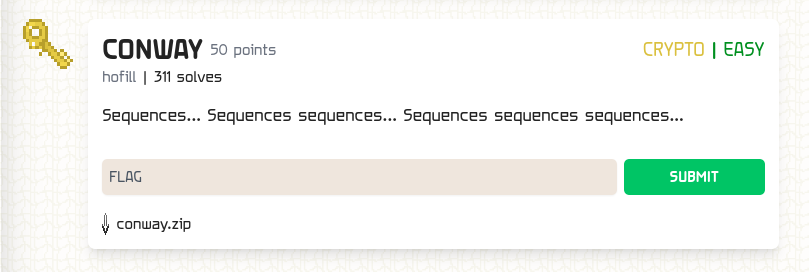 CONWAY 50 points CRYPTO | EASY
hofill | 311 solves
Sequences... Sequences sequences... Sequences sequences sequences...
FLAG SUBMIT
conway.zip